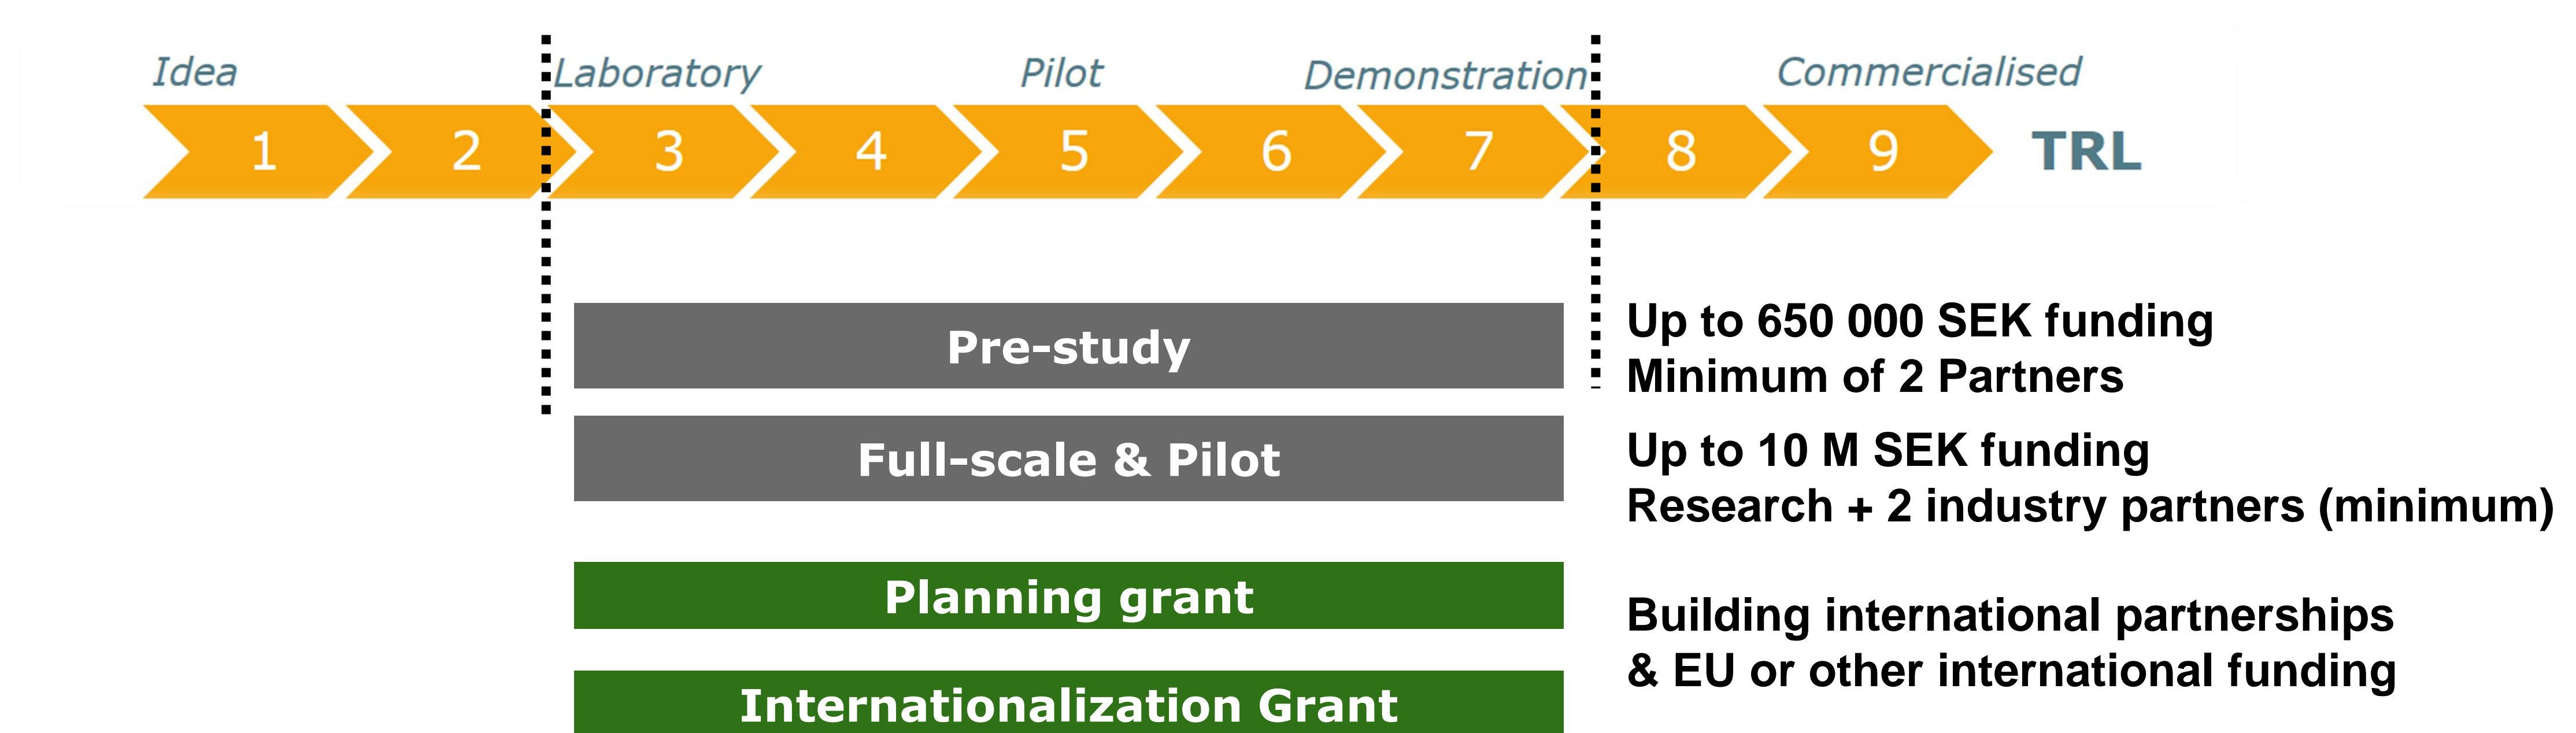 Idea
Laboratory
Pilot
Demonstration
Commercialised
1 2 3 4 5 6 7 8 9 TRL
Pre-study
Up to 650 000 SEK funding
Minimum of 2 Partners
Full-scale & Pilot
Up to 10 M SEK funding
Research + 2 industry partners (minimum)
Planning grant
Building international partnerships
& EU or other international funding
Internationalization Grant